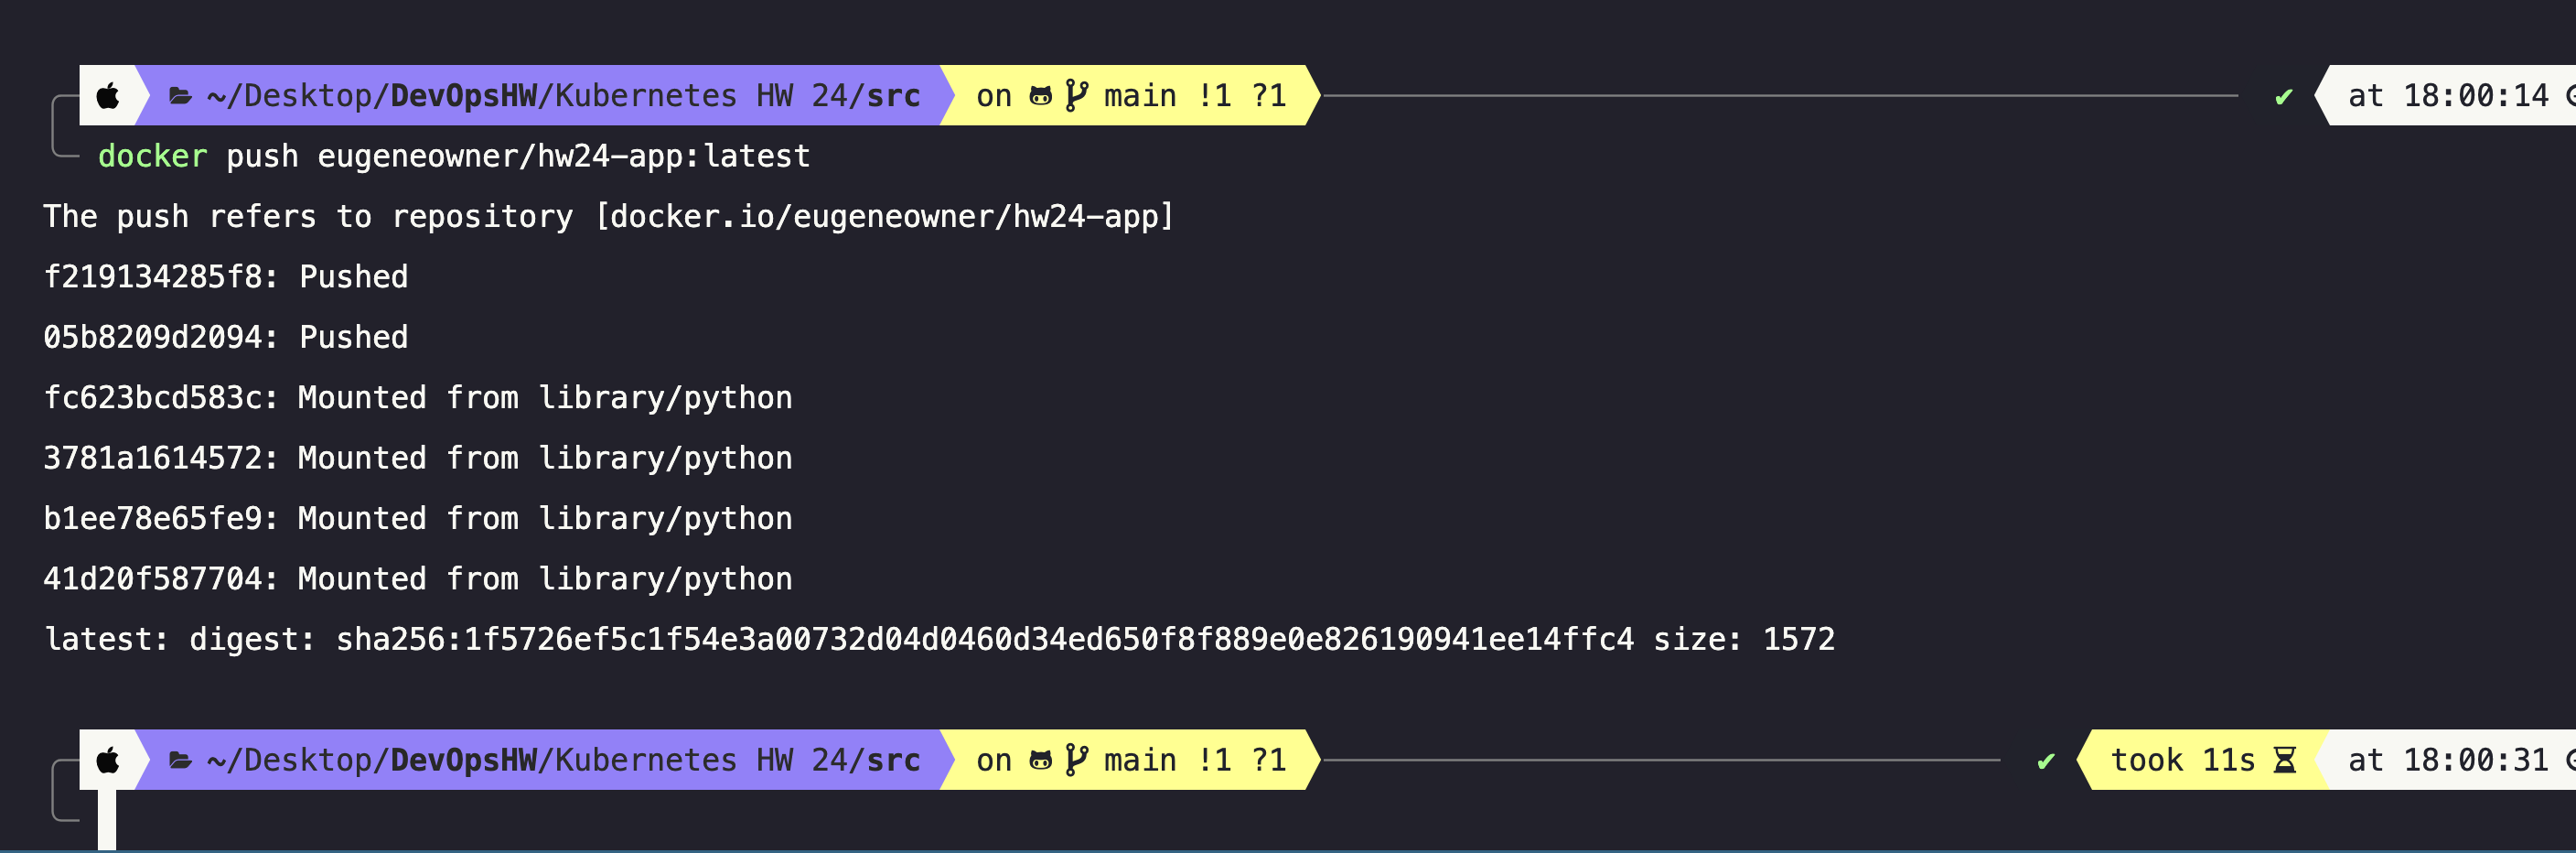 ~/Desktop/DevOpsHW/Kubernetes HW 24/src on main !1 ?1 ✔ at 18:00:14
docker push eugeneowner/hw24-app:latest
The push refers to repository [docker.io/eugeneowner/hw24-app]
f219134285f8: Pushed
05b8209d2094: Pushed
fc623bcd583c: Mounted from library/python
3781a1614572: Mounted from library/python
b1ee78e65fe9: Mounted from library/python
41d20f587704: Mounted from library/python
latest: digest: sha256:1f5726ef5c1f54e3a00732d04d0460d34ed650f8f889e0e826190941ee14ffc4 size: 1572
~/Desktop/DevOpsHW/Kubernetes HW 24/src on main !1 ?1 ✔ took 11s at 18:00:31